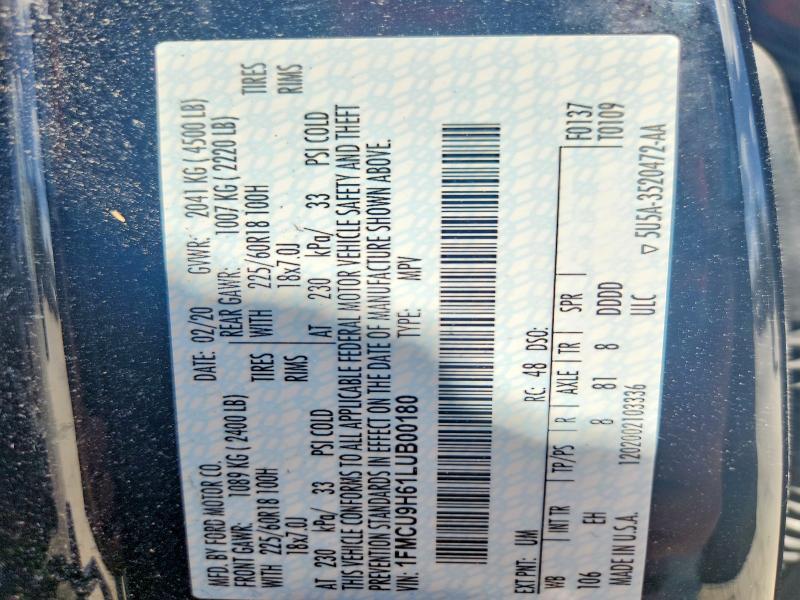 MFD. BY FORD MOTOR CO. DATE: 02/20 GVWR: 2041 KG ( 4500 LB)
FRONT GAWR: 1089 KG ( 2400 LB) REAR GAWR: 1007 KG ( 2220 LB)
WITH 225/60R18 100H TIRES WITH 225/60R18 100H TIRES
18x7.0J RIMS 18x7.0J RIMS
AT 230 kPa/ 33 PSI COLD AT 230 kPa/ 33 PSI COLD
THIS VEHICLE CONFORMS TO ALL APPLICABLE FEDERAL MOTOR VEHICLE SAFETY AND THEFT
PREVENTION STANDARDS IN EFFECT ON THE DATE OF MANUFACTURE SHOWN ABOVE.
VIN: 1FMCU9H61LUB00180 TYPE: MPV
EXT PNT: UM RC: 48 DSO:
WB INT TR TP/PS R AXLE TR SPR F0137
106 EH 8 81 8 DDDD T0109
MADE IN U.S.A. 1202002103336 ULC ▽ 5U5A-3520472-AA